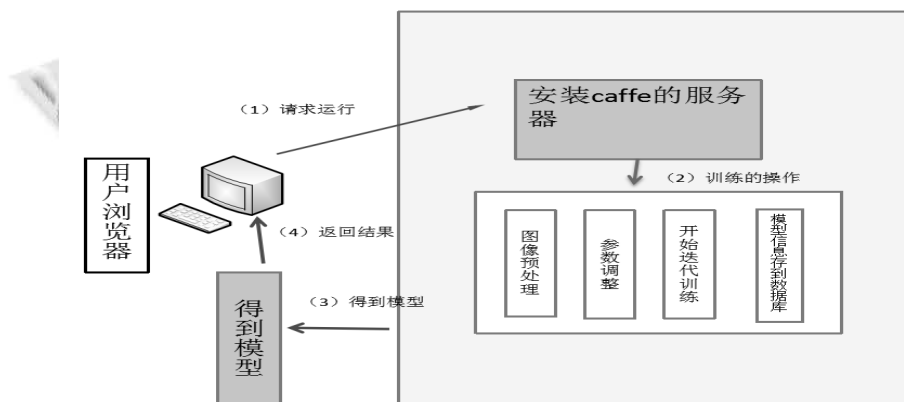 （1）请求运行
安装caffe的服务
器
（2）训练的操作
用户浏览器
图像预处理
参数调整
开始迭代训练
模型信息存到数据库
（4）返回结果
（3）得到模型
得到模型